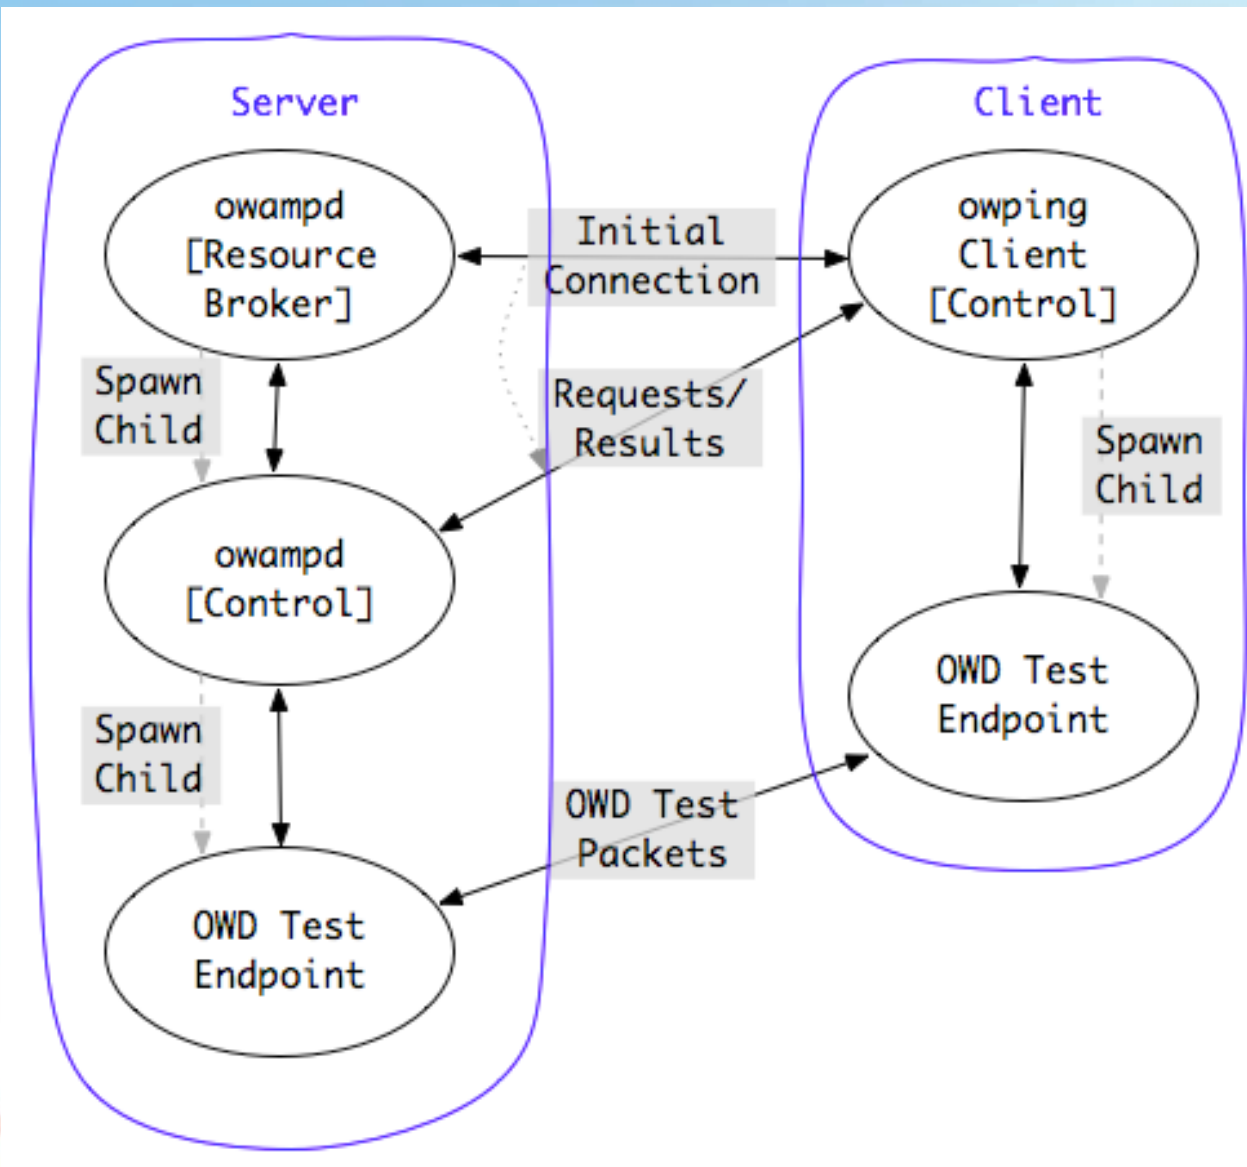 Server
Client
owampd
[Resource
Broker]
Initial
Connection
owping
Client
[Control]
Spawn
Child
Requests/
Results
Spawn
Child
owampd
[Control]
OWD Test
Endpoint
Spawn
Child
OWD Test
Packets
OWD Test
Endpoint